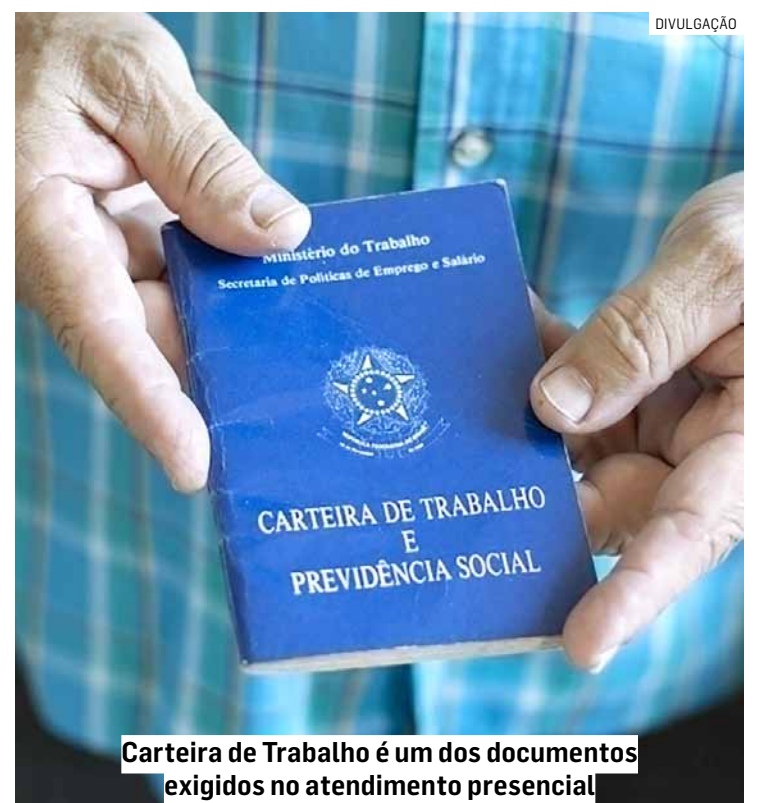 DIVULGAÇÃO
Ministério do Trabalho
Secretaria de Políticas de Emprego e Salário
CARTEIRA DE TRABALHO
E
PREVIDÊNCIA SOCIAL
Carteira de Trabalho é um dos documentos
exigidos no atendimento presencial